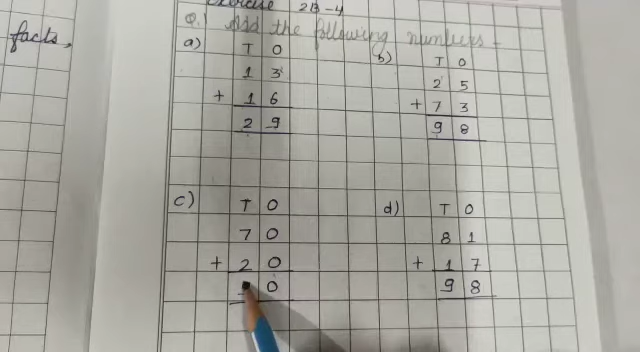 Exercise 2B-4
facts,
Q.1 Add the following numbers-
a) T O
1 3
+ 1 6
2 9
b) T O
2 5
+ 7 3
9 8
c) T O
7 0
+ 2 0
0
d) T O
8 1
+ 1 7
9 8